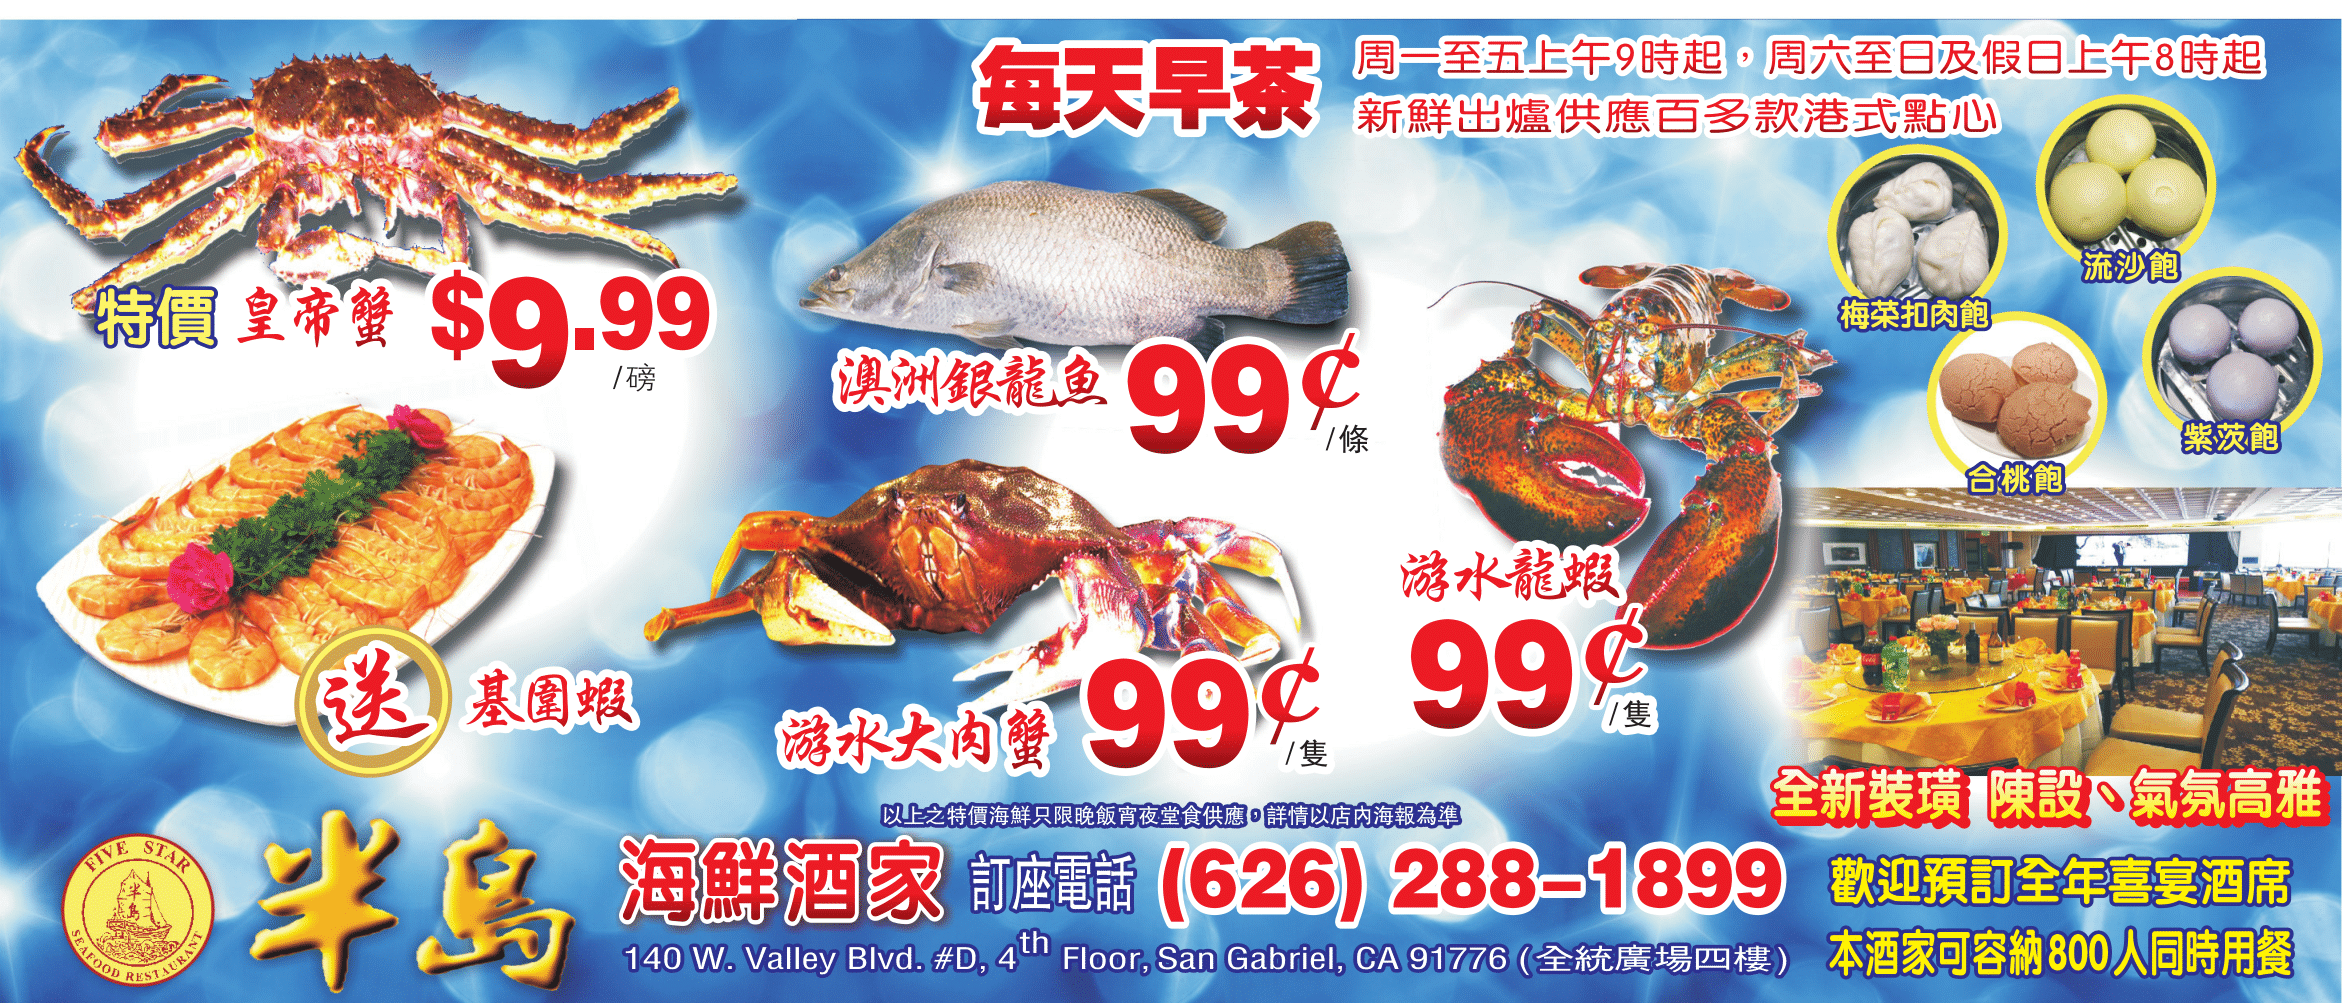 每天早茶
周一至五上午9時起，周六至日及假日上午8時起
新鮮出爐供應百多款港式點心
特價 皇帝蟹 $9.99
/磅
澳洲銀龍魚 99¢
/條
流沙飽
梅菜扣肉飽
紫茨飽
合桃飽
送 基圍蝦
游水大肉蟹 99¢
/隻
游水龍蝦
99¢
/隻
全新裝璜 陳設、氣氛高雅
以上之特價海鮮只限晚飯宵夜堂食供應，詳情以店內海報為準
FIVE STAR
SEAFOOD RESTAURANT
半島
海鮮酒家 訂座電話 (626) 288-1899
140 W. Valley Blvd. #D, 4th Floor, San Gabriel, CA 91776 (全統廣場四樓)
歡迎預訂全年喜宴酒席
本酒家可容納800人同時用餐